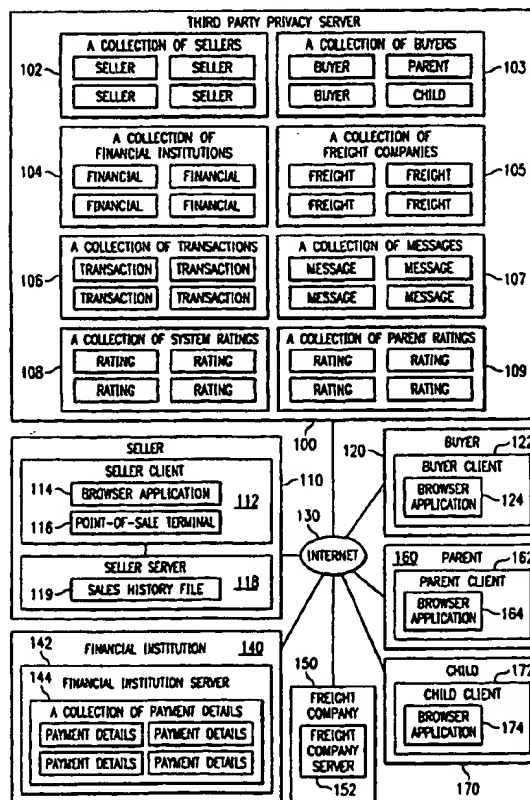 THIRD PARTY PRIVACY SERVER
A COLLECTION OF SELLERS
102
SELLER SELLER
SELLER SELLER
A COLLECTION OF BUYERS
103
BUYER PARENT
BUYER CHILD
A COLLECTION OF
FINANCIAL INSTITUTIONS
104
FINANCIAL FINANCIAL
FINANCIAL FINANCIAL
A COLLECTION OF
FREIGHT COMPANIES
105
FREIGHT FREIGHT
FREIGHT FREIGHT
A COLLECTION OF TRANSACTIONS
106
TRANSACTION TRANSACTION
TRANSACTION TRANSACTION
A COLLECTION OF MESSAGES
107
MESSAGE MESSAGE
MESSAGE MESSAGE
A COLLECTION OF SYSTEM RATINGS
108
RATING RATING
RATING RATING
A COLLECTION OF PARENT RATINGS
109
RATING RATING
RATING RATING
100
SELLER
110
SELLER CLIENT
114
BROWSER APPLICATION
112
116
POINT-OF-SALE TERMINAL
SELLER SERVER
119
SALES HISTORY FILE
118
130
INTERNET
120
BUYER
122
BUYER CLIENT
BROWSER
APPLICATION
124
160
PARENT
162
PARENT CLIENT
BROWSER
APPLICATION
164
CHILD
172
CHILD CLIENT
BROWSER
APPLICATION
174
170
FINANCIAL INSTITUTION
140
142
144
FINANCIAL INSTITUTION SERVER
A COLLECTION OF PAYMENT DETAILS
PAYMENT DETAILS PAYMENT DETAILS
PAYMENT DETAILS PAYMENT DETAILS
150
FREIGHT
COMPANY
FREIGHT
COMPANY
SERVER
152